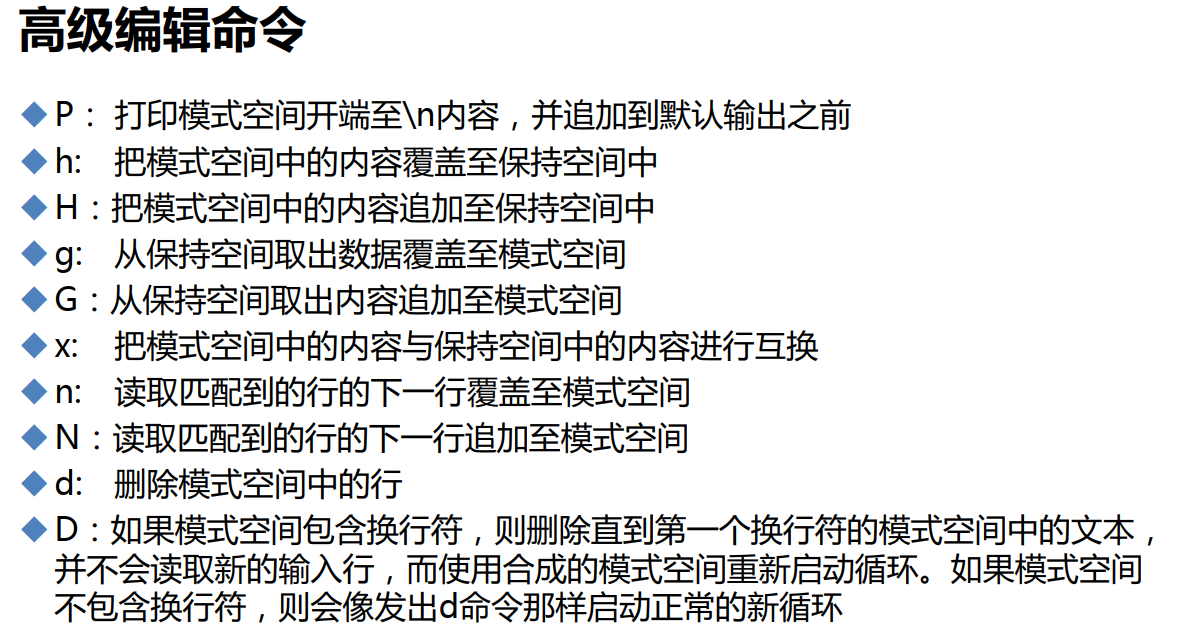 高级编辑命令
◆P： 打印模式空间开端至\n内容，并追加到默认输出之前
◆h: 把模式空间中的内容覆盖至保持空间中
◆H：把模式空间中的内容追加至保持空间中
◆g: 从保持空间取出数据覆盖至模式空间
◆G：从保持空间取出内容追加至模式空间
◆x: 把模式空间中的内容与保持空间中的内容进行互换
◆n: 读取匹配到的行的下一行覆盖至模式空间
◆N：读取匹配到的行的下一行追加至模式空间
◆d: 删除模式空间中的行
◆D：如果模式空间包含换行符，则删除直到第一个换行符的模式空间中的文本，
并不会读取新的输入行，而使用合成的模式空间重新启动循环。如果模式空间
不包含换行符，则会像发出d命令那样启动正常的新循环